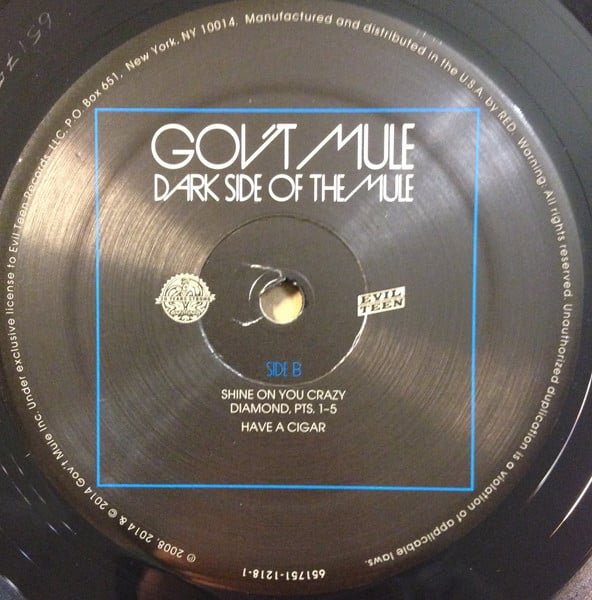 GOV'T MULE
DARK SIDE OF THE MULE
EVIL
TEEN
SIDE B
SHINE ON YOU CRAZY
DIAMOND, PTS. 1-5
HAVE A CIGAR
℗ 2008, 2014 & © 2014 Gov't Mule Inc. Under exclusive license to Evil Teen Records LLC, P.O. Box 651, New York, NY 10014. Manufactured and distributed in the U.S.A. by RED. Warning: All rights reserved. Unauthorized duplication is a violation of applicable laws.
651751-1218-1